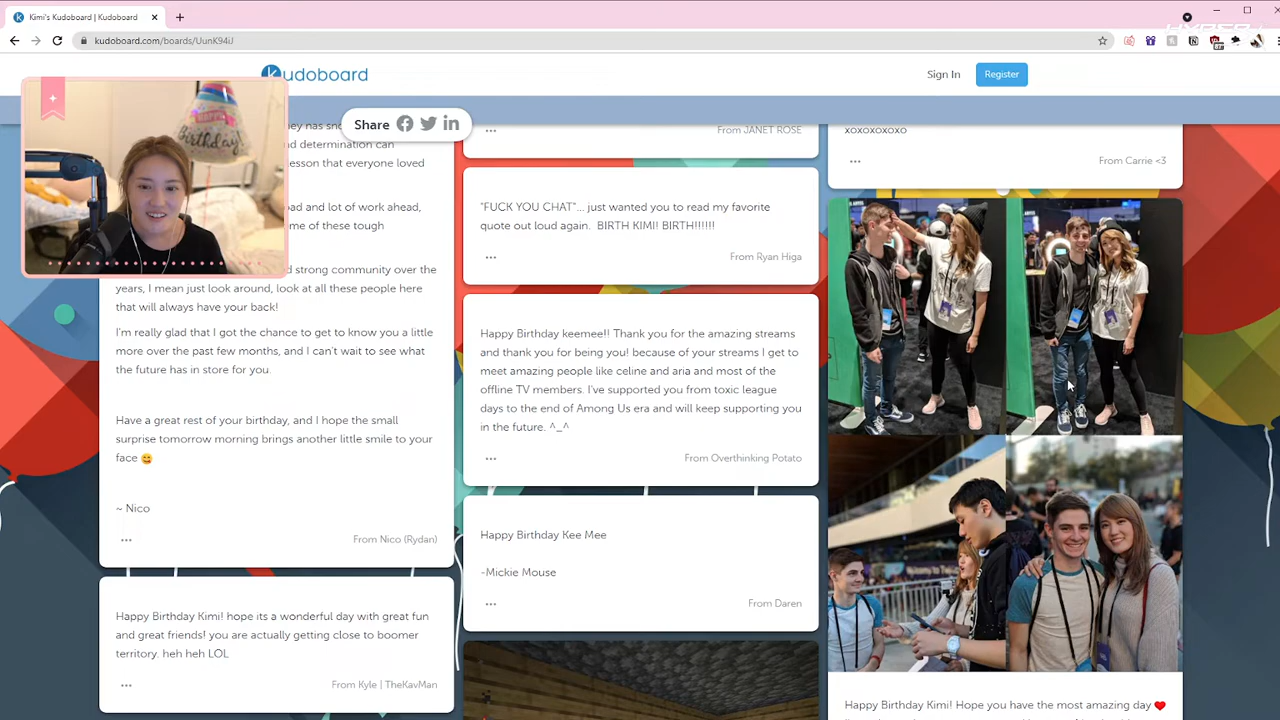 Kimi's Kudoboard | Kudoboard
kudoboard.com/boards/UunK94iJ
kudoboard
Sign In
Register
Birthday!
Share
and determination can
lesson that everyone loved
road and lot of work ahead,
me of these tough
d strong community over the
years, I mean just look around, look at all these people here
that will always have your back!
I'm really glad that I got the chance to get to know you a little
more over the past few months, and I can't wait to see what
the future has in store for you.
Have a great rest of your birthday, and I hope the small
surprise tomorrow morning brings another little smile to your
face
~ Nico
From Nico (Rydan)
Happy Birthday Kimi! hope its a wonderful day with great fun
and great friends! you are actually getting close to boomer
territory. heh heh LOL
From Kyle | TheKavMan
From JANET ROSE
"FUCK YOU CHAT"... just wanted you to read my favorite
quote out loud again.  BIRTH KIMI! BIRTH!!!!!!
From Ryan Higa
Happy Birthday keemee!! Thank you for the amazing streams
and thank you for being you! because of your streams I get to
meet amazing people like celine and aria and most of the
offline TV members. I've supported you from toxic league
days to the end of Among Us era and will keep supporting you
in the future. ^_^
From Overthinking Potato
Happy Birthday Kee Mee
-Mickie Mouse
From Daren
xoxoxoxoxo
From Carrie <3
Happy Birthday Kimi! Hope you have the most amazing day